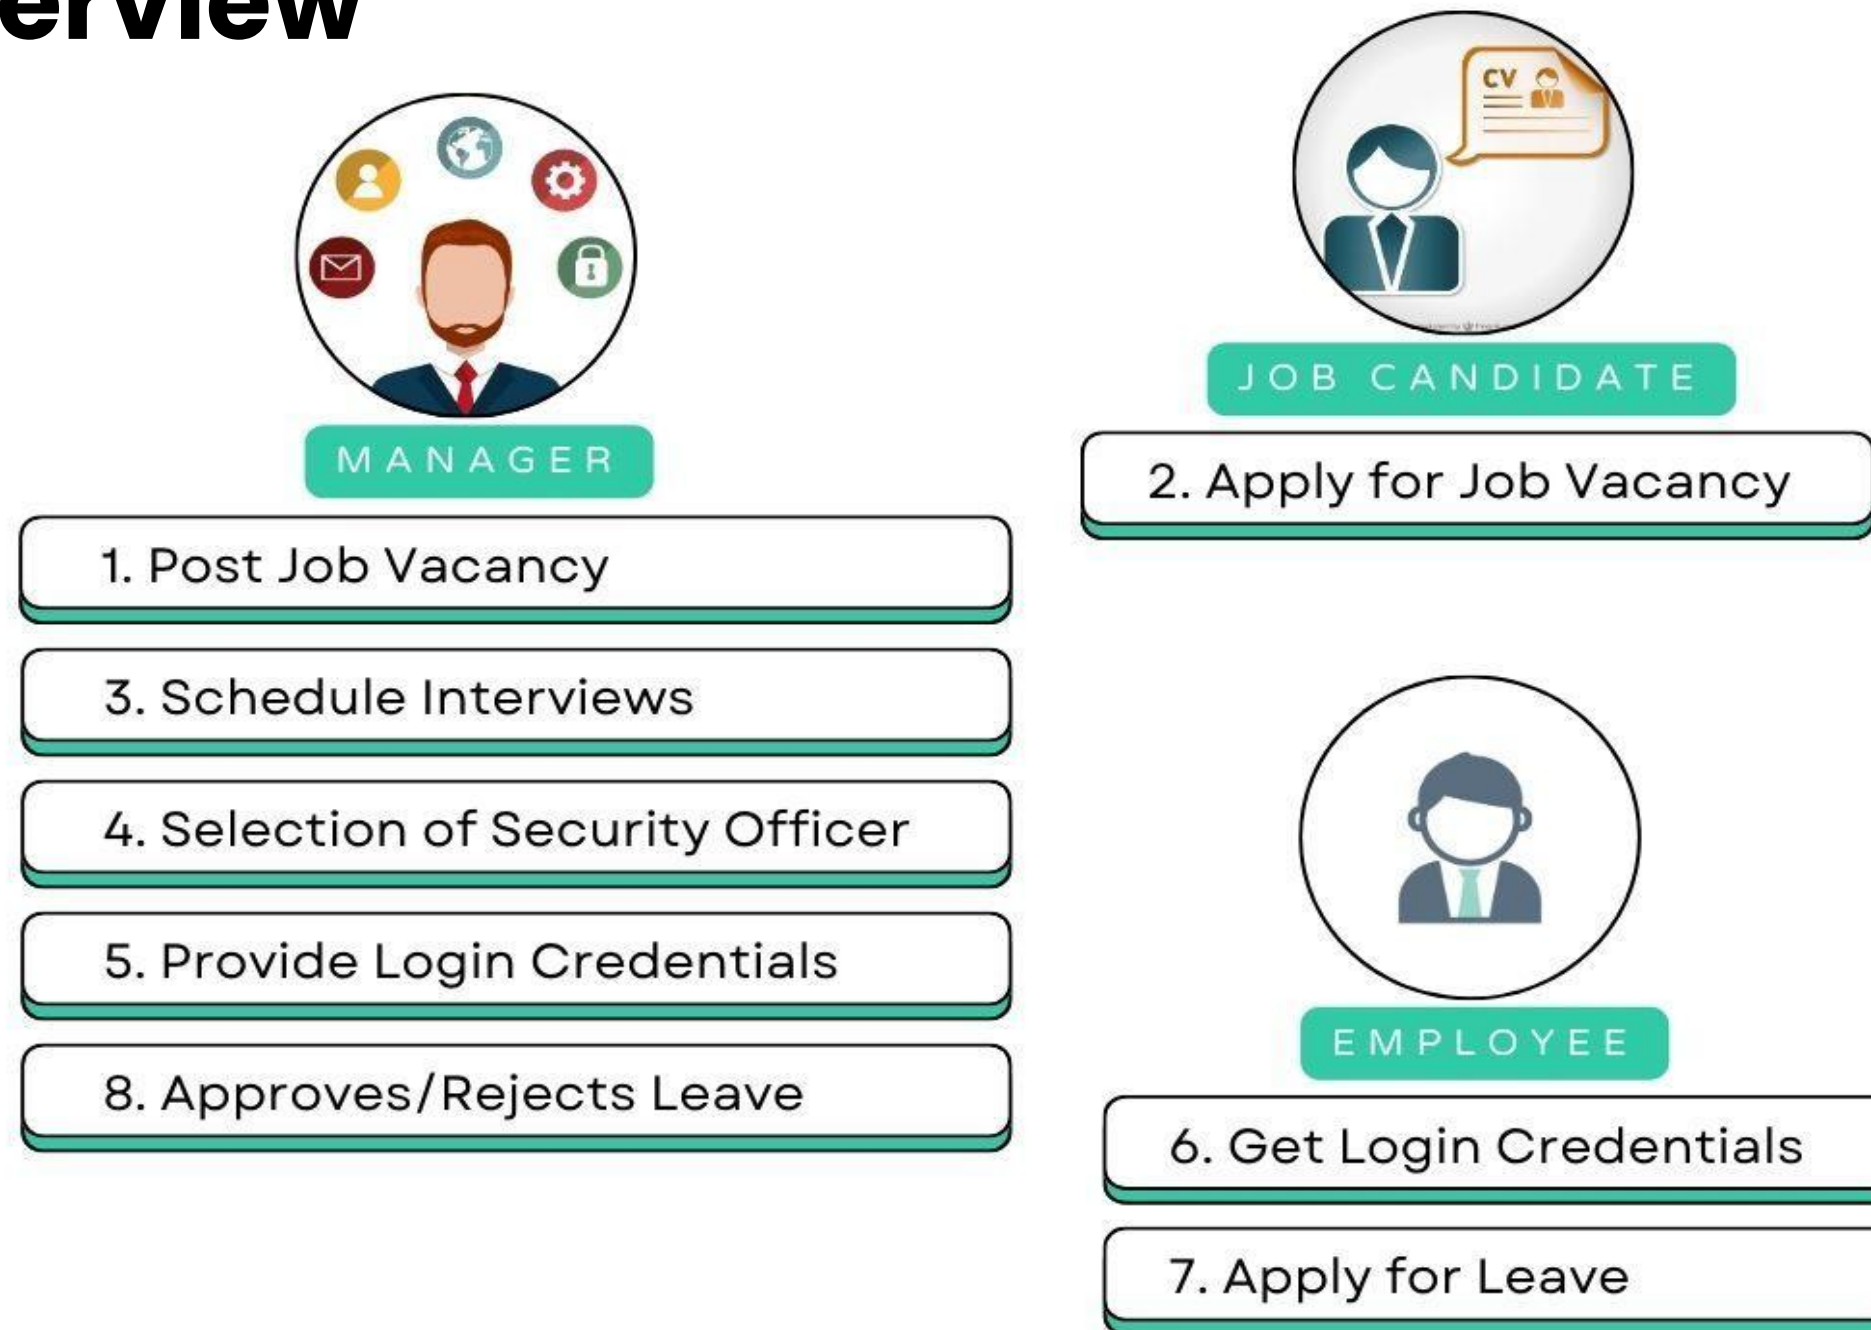 erview
CV
MANAGER
1. Post Job Vacancy
3. Schedule Interviews
4. Selection of Security Officer
5. Provide Login Credentials
8. Approves/Rejects Leave
JOB CANDIDATE
2. Apply for Job Vacancy
EMPLOYEE
6. Get Login Credentials
7. Apply for Leave